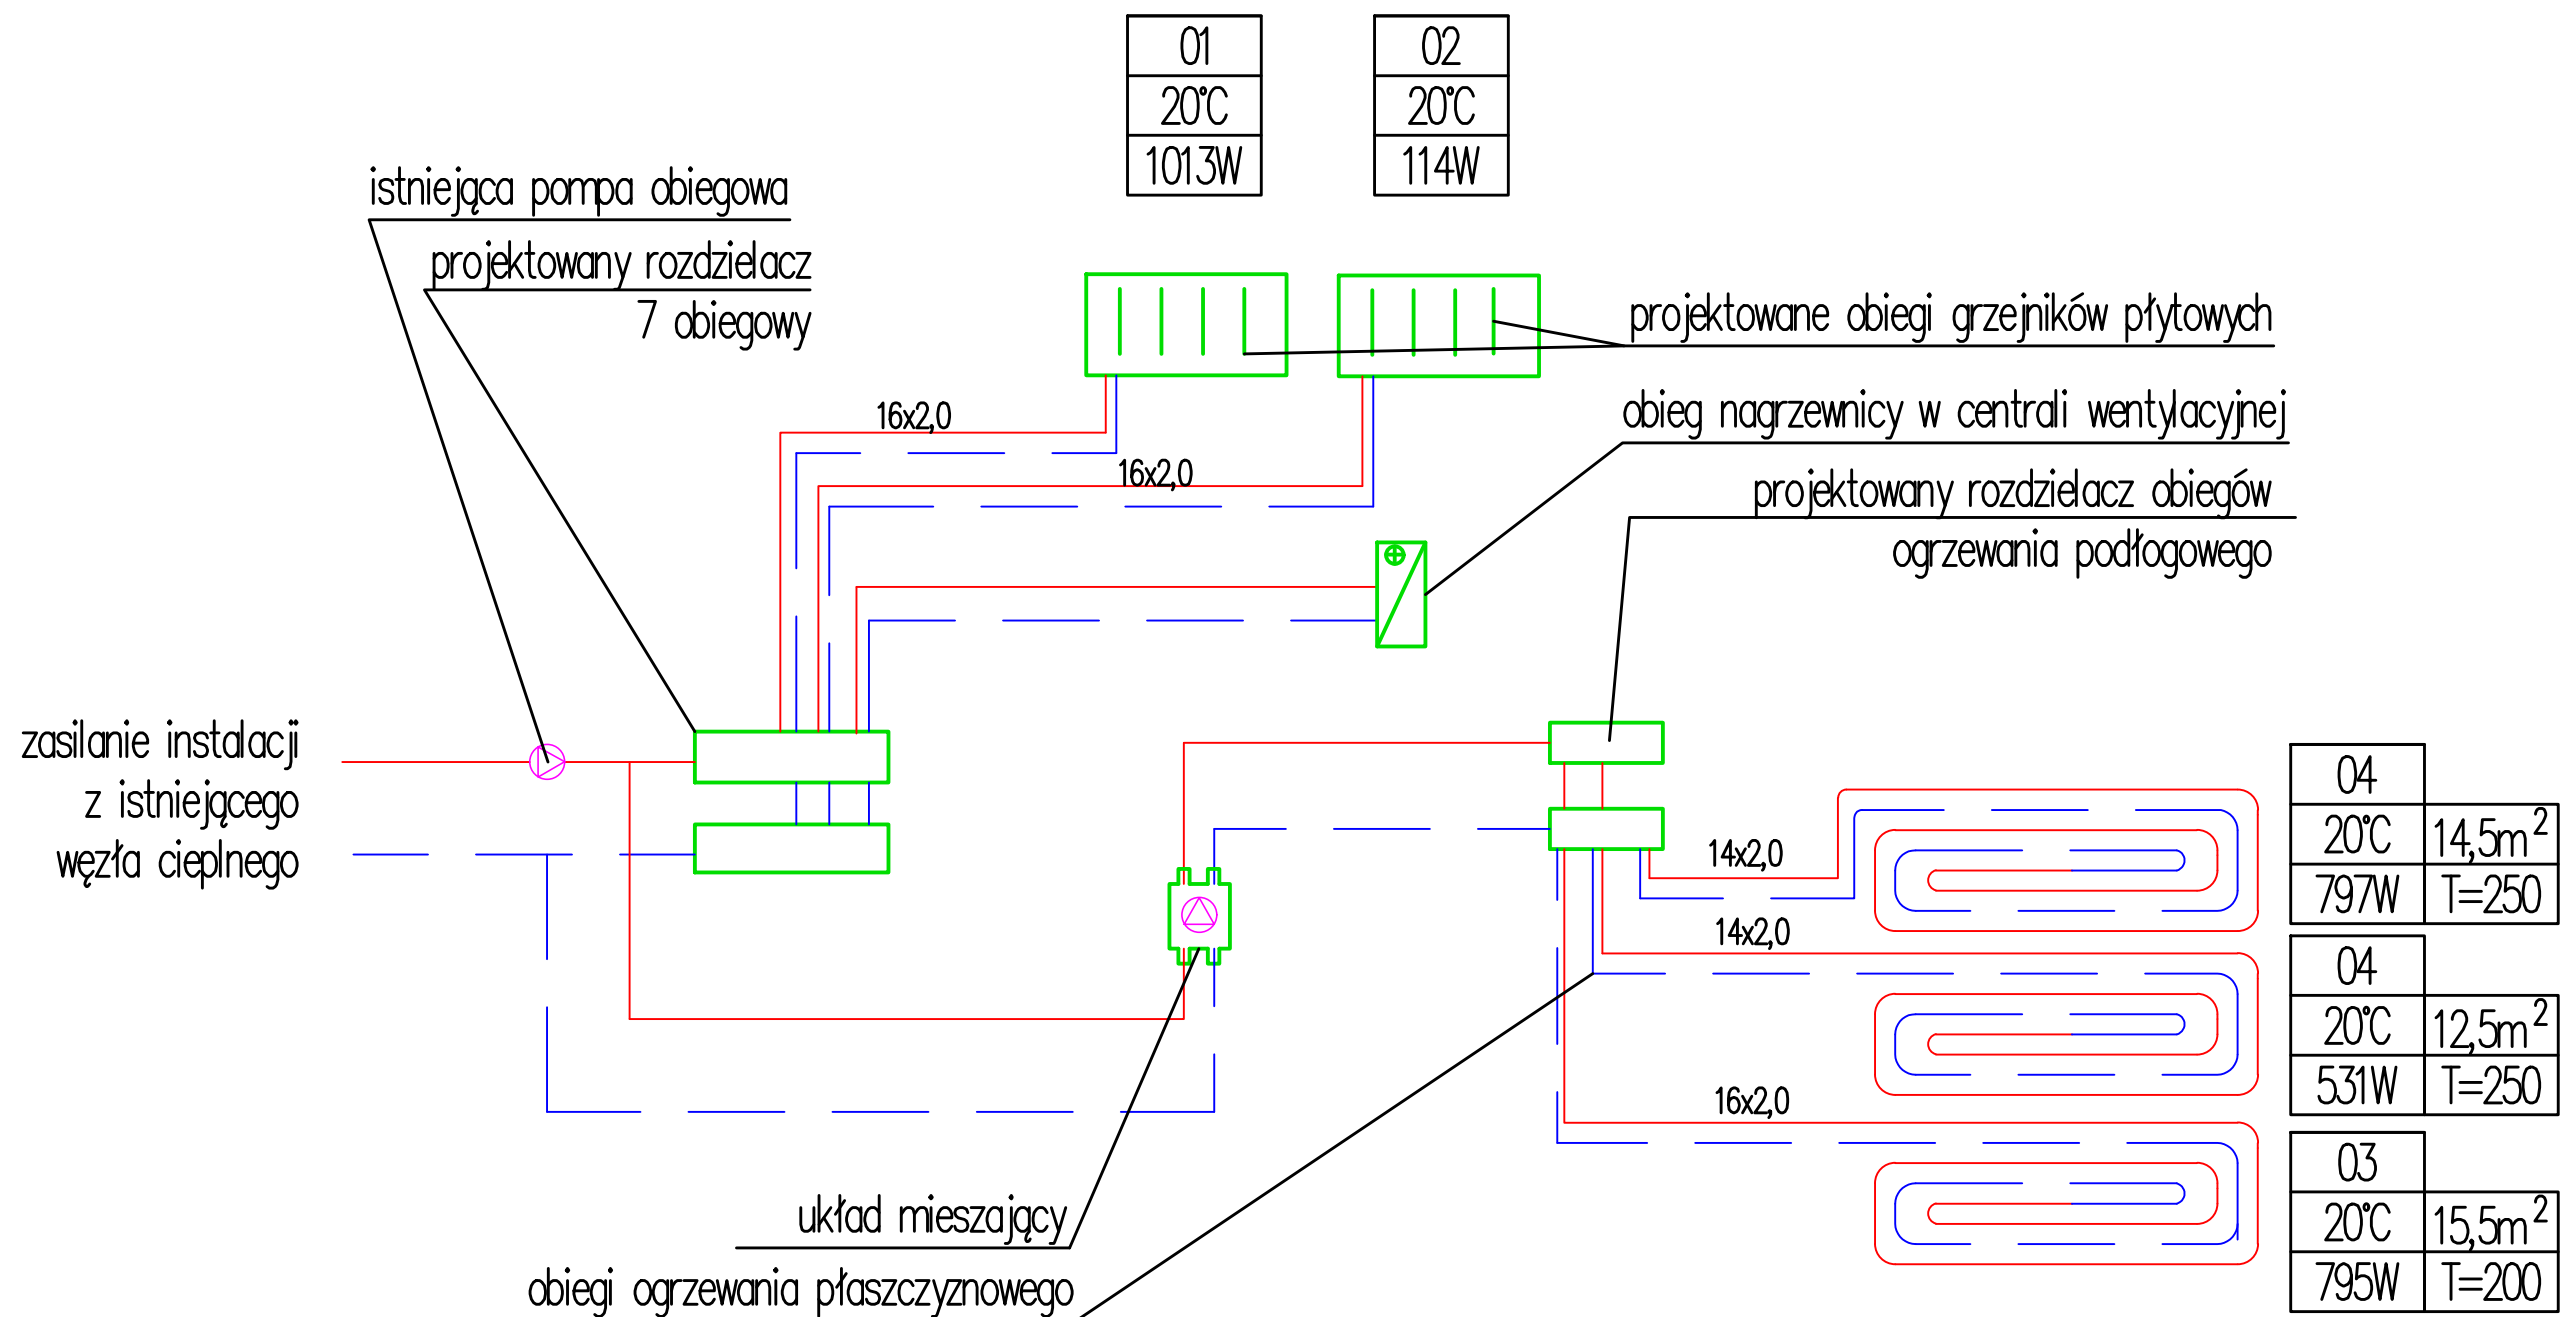 01
20°C
1013W
02
20°C
114W
istniejąca pompa obiegowa
projektowany rozdzielacz
7 obiegowy
projektowane obiegi grzejników płytowych
obieg nagrzewnicy w centrali wentylacyjnej
projektowany rozdzielacz obiegów
ogrzewania podłogowego
16x2,0
16x2,0
zasilanie instalacji
z istniejącego
węzła cieplnego
14x2,0
14x2,0
16x2,0
04
20°C 14,5m²
797W T=250
04
20°C 12,5m²
531W T=250
03
20°C 15,5m²
795W T=200
układ mieszający
obiegi ogrzewania płaszczyznowego